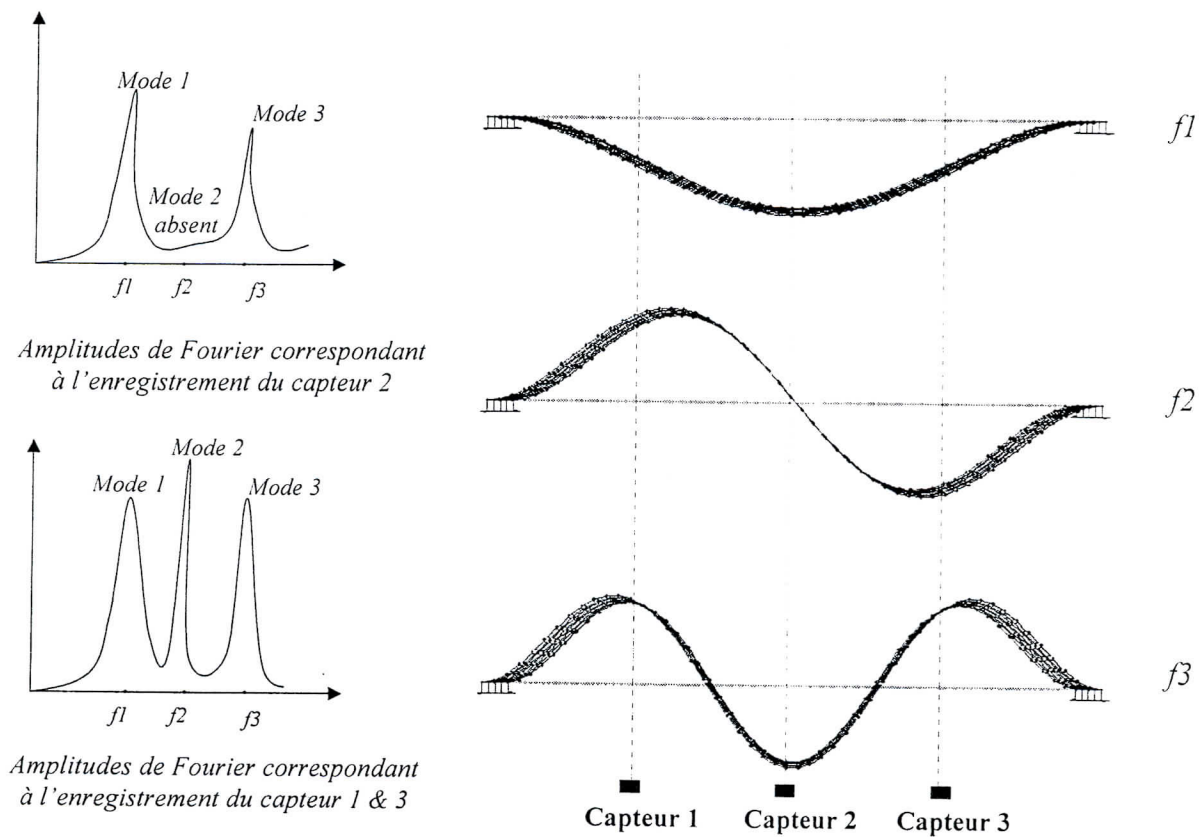 Mode 1
Mode 3
Mode 2
absent
f1
f2
f3
Amplitudes de Fourier correspondant
à l'enregistrement du capteur 2
Mode 2
Mode 1
Mode 3
f1
f2
f3
Amplitudes de Fourier correspondant
à l'enregistrement du capteur 1 & 3
f1
f2
f3
Capteur 1
Capteur 2
Capteur 3